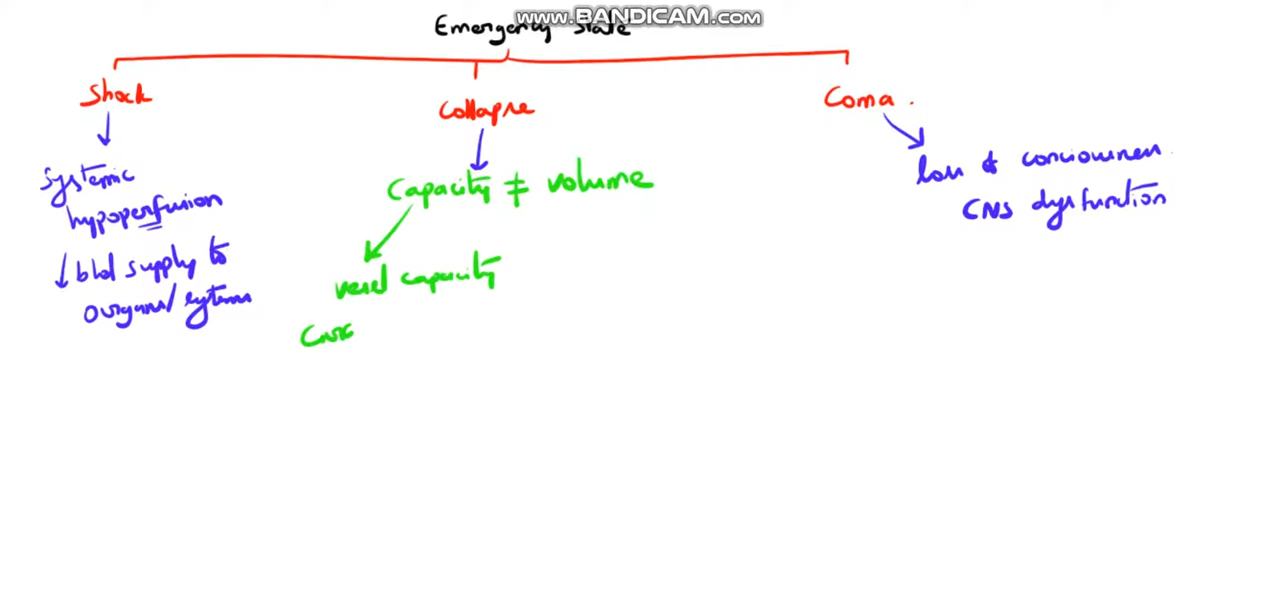 www.BANDICAM.com
Emergency state
Shock
Collapse
Coma .
Systemic
hypoperfusion
↓ bld supply to
organs/systems
Capacity ≠ volume
vessel capacity
loss of conciousness
CNS dysfunction